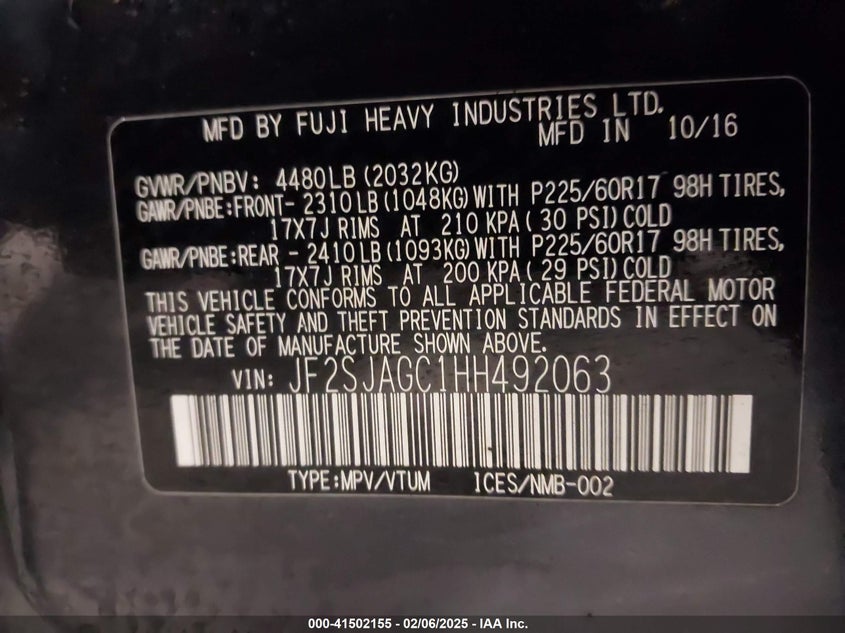 MFD BY FUJI HEAVY INDUSTRIES LTD.
MFD IN 10/16
GVWR/PNBV: 4480LB (2032KG)
GAWR/PNBE:FRONT- 2310LB (1048KG) WITH P225/60R17 98H TIRES,
17X7J RIMS AT 210 KPA ( 30 PSI) COLD
GAWR/PNBE:REAR - 2410LB (1093KG) WITH P225/60R17 98H TIRES,
17X7J RIMS AT 200 KPA ( 29 PSI) COLD
THIS VEHICLE CONFORMS TO ALL APPLICABLE FEDERAL MOTOR
VEHICLE SAFETY AND THEFT PREVENTION STANDARDS IN EFFECT ON
THE DATE OF MANUFACTURE SHOWN ABOVE.
VIN: JF2SJAGC1HH492063
TYPE:MPV/VTUM ICES/NMB-002
000-41502155 - 02/06/2025 - IAA Inc.